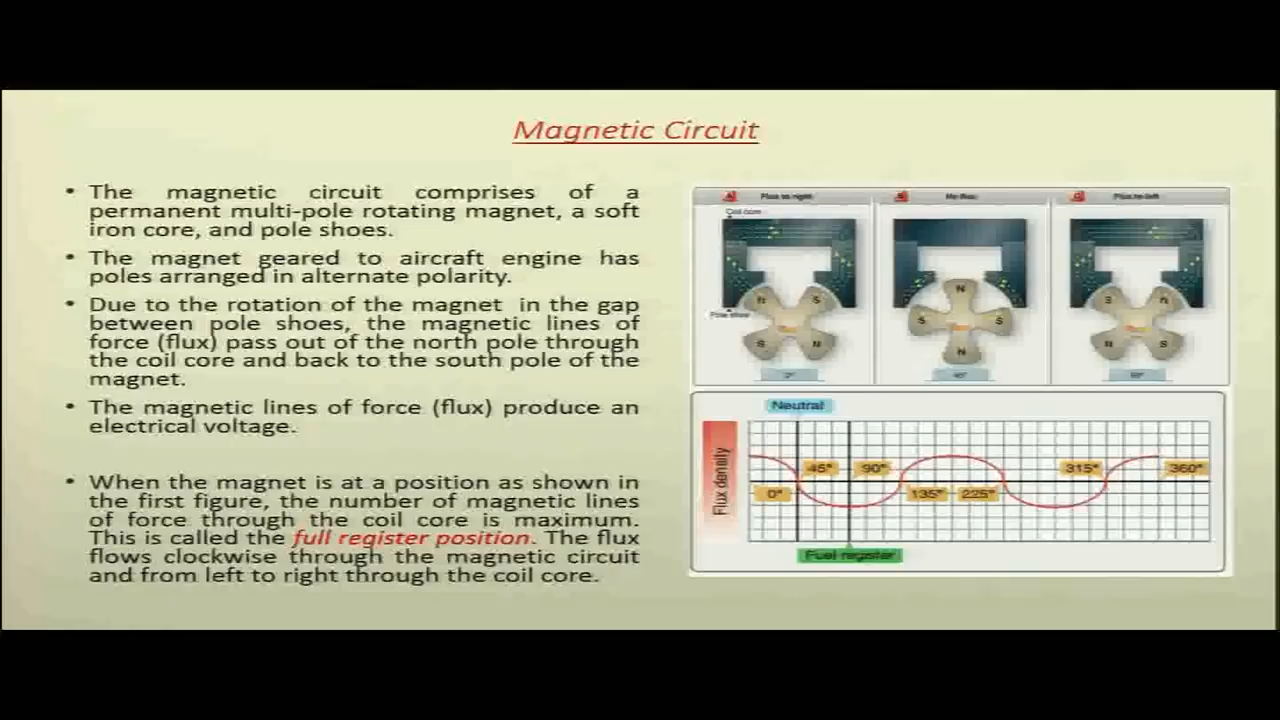 Magnetic Circuit
• The magnetic circuit comprises of a
permanent multi-pole rotating magnet, a soft
iron core, and pole shoes.
• The magnet geared to aircraft engine has
poles arranged in alternate polarity.
• Due to the rotation of the magnet in the gap
between pole shoes, the magnetic lines of
force (flux) pass out of the north pole through
the coil core and back to the south pole of the
magnet.
• The magnetic lines of force (flux) produce an
electrical voltage.
• When the magnet is at a position as shown in
the first figure, the number of magnetic lines
of force through the coil core is maximum.
This is called the full register position. The flux
flows clockwise through the magnetic circuit
and from left to right through the coil core.
Flux to right
No flux
Flux to left
Coil core
N S
S N
N
S S
N
S N
N S
0°
45°
Neutral
Flux density
45° 90° 315° 360°
0° 135° 225°
Fuel register